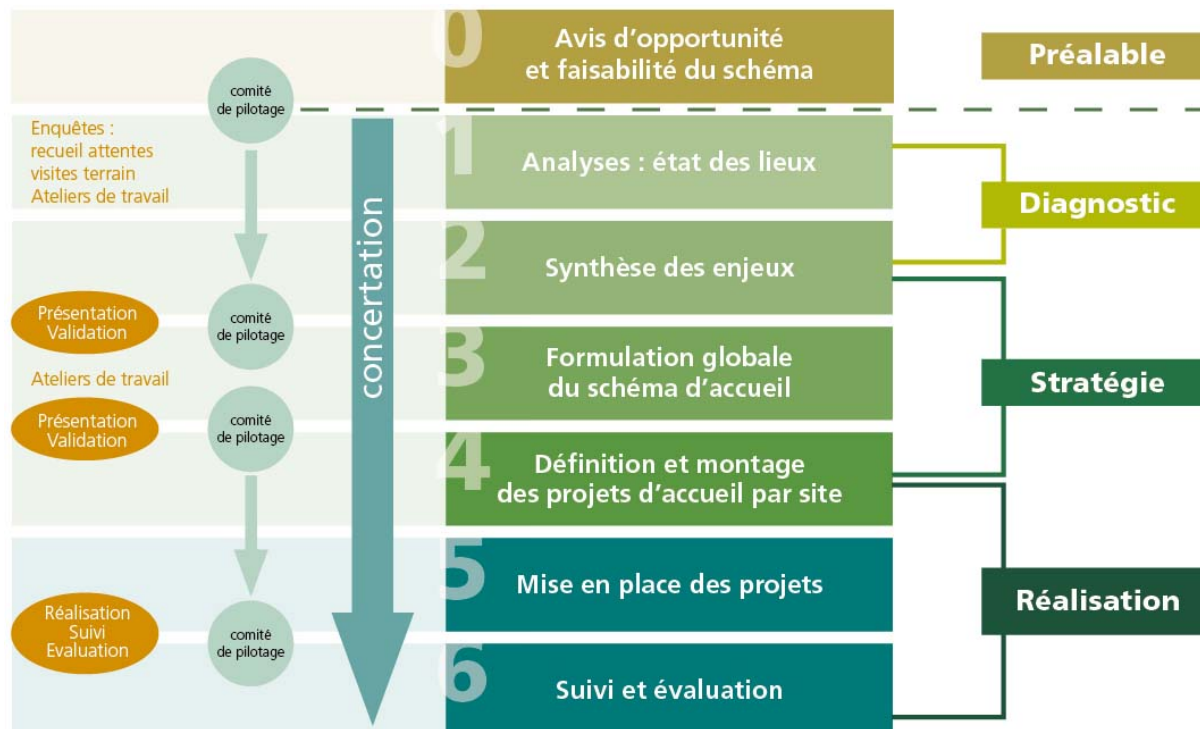 0
Avis d'opportunité
et faisabilité du schéma
Préalable
comité
de pilotage
Enquêtes :
recueil attentes
visites terrain
Ateliers de travail
1
Analyses : état des lieux
Diagnostic
concertation
2
Synthèse des enjeux
Présentation
Validation
comité
de pilotage
3
Formulation globale
du schéma d'accueil
Stratégie
Ateliers de travail
Présentation
Validation
comité
de pilotage
4
Définition et montage
des projets d'accueil par site
5
Mise en place des projets
Réalisation
Réalisation
Suivi
Evaluation
comité
de pilotage
6
Suivi et évaluation